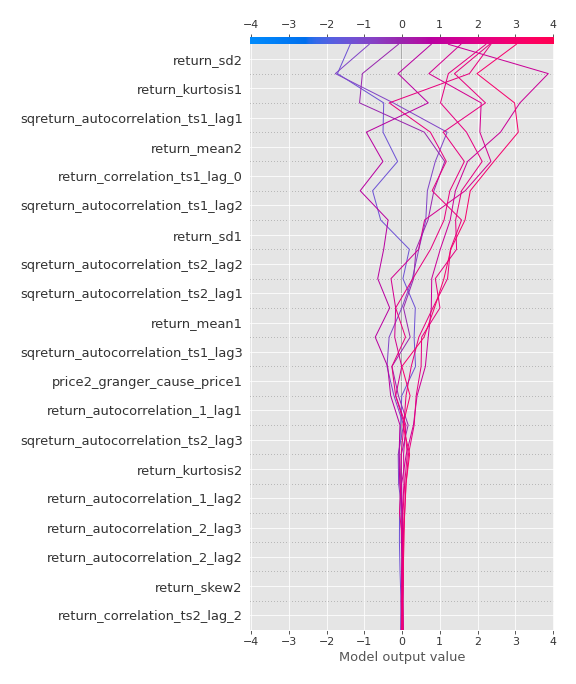 −4 −3 −2 −1 0 1 2 3 4
return_sd2
return_kurtosis1
sqreturn_autocorrelation_ts1_lag1
return_mean2
return_correlation_ts1_lag_0
sqreturn_autocorrelation_ts1_lag2
return_sd1
sqreturn_autocorrelation_ts2_lag2
sqreturn_autocorrelation_ts2_lag1
return_mean1
sqreturn_autocorrelation_ts1_lag3
price2_granger_cause_price1
return_autocorrelation_1_lag1
sqreturn_autocorrelation_ts2_lag3
return_kurtosis2
return_autocorrelation_1_lag2
return_autocorrelation_2_lag3
return_autocorrelation_2_lag2
return_skew2
return_correlation_ts2_lag_2
−4 −3 −2 −1 0 1 2 3 4
Model output value